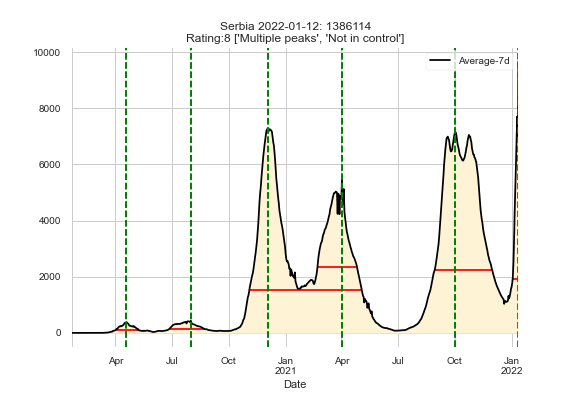 Serbia 2022-01-12: 1386114
Rating:8 ['Multiple peaks', 'Not in control']
Average-7d
10000
8000
6000
4000
2000
0
Apr
Jul
Oct
Jan
2021
Apr
Jul
Oct
Jan
2022
Date